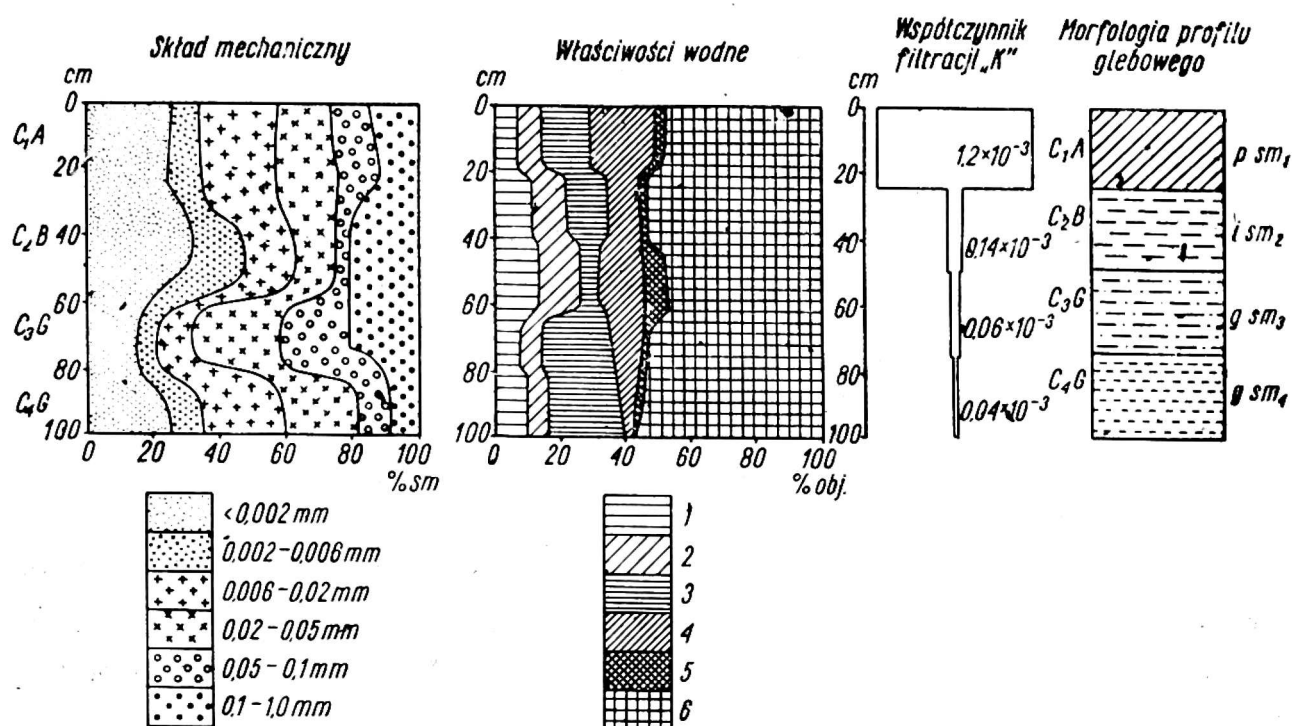 Skład mechaniczny
cm
0
20
40
60
80
100
C₁A
C₂B
C₃G
C₄G
0 20 40 60 80 100
% sm
<0,002 mm
0,002-0,006 mm
0,006-0,02 mm
0,02-0,05 mm
0,05-0,1 mm
0,1-1,0 mm
Właściwości wodne
cm
0
20
40
60
80
100
0 20 40 60 80 100
% obj.
1
2
3
4
5
6
Współczynnik
filtracji „K”
cm
0
20
40
60
80
100
1.2×10⁻³
0,14×10⁻³
0,06×10⁻³
0,04×10⁻³
Morfologia profilu
glebowego
C₁A p sm₁
C₂B i sm₂
C₃G g sm₃
C₄G g sm₄